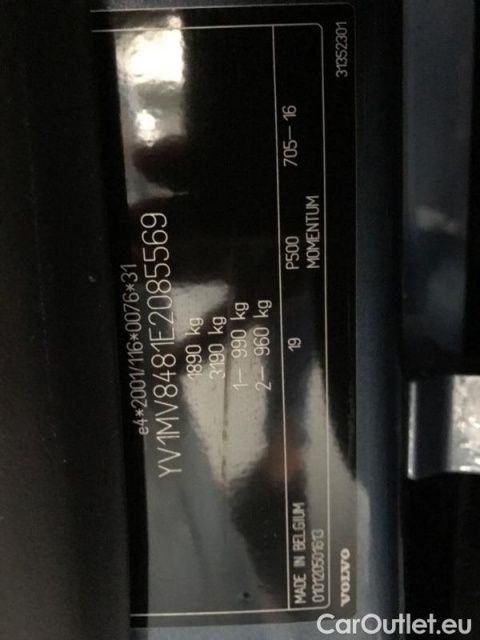 e4*2001/116*0076*31
YV1MV8481E2085569
1890 kg
3190 kg
1– 990 kg
2– 960 kg
19 P500 705–16
MOMENTUM
MADE IN BELGIUM
010120501613
VOLVO
31352301
CarOutlet.eu